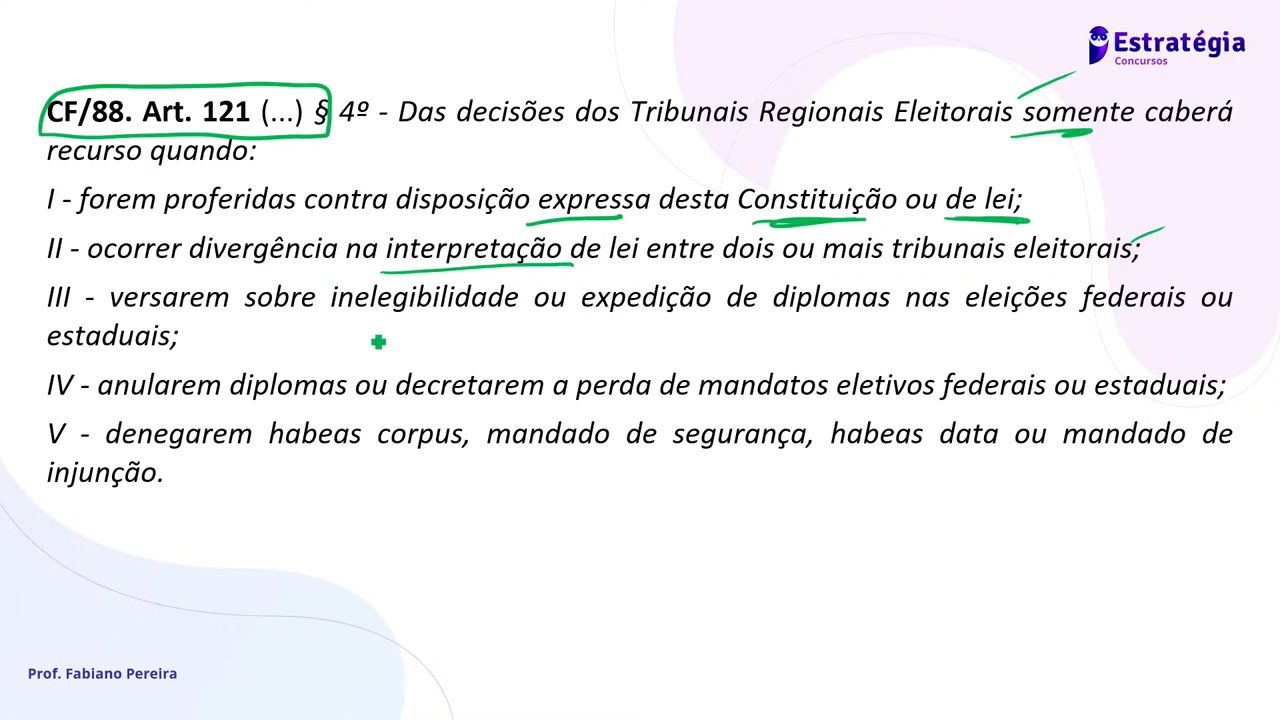 Estratégia
Concursos
CF/88. Art. 121 (...) § 4º - Das decisões dos Tribunais Regionais Eleitorais somente caberá
recurso quando:
I - forem proferidas contra disposição expressa desta Constituição ou de lei;
II - ocorrer divergência na interpretação de lei entre dois ou mais tribunais eleitorais;
III - versarem sobre inelegibilidade ou expedição de diplomas nas eleições federais ou
estaduais;
IV - anularem diplomas ou decretarem a perda de mandatos eletivos federais ou estaduais;
V - denegarem habeas corpus, mandado de segurança, habeas data ou mandado de
injunção.
Prof. Fabiano Pereira